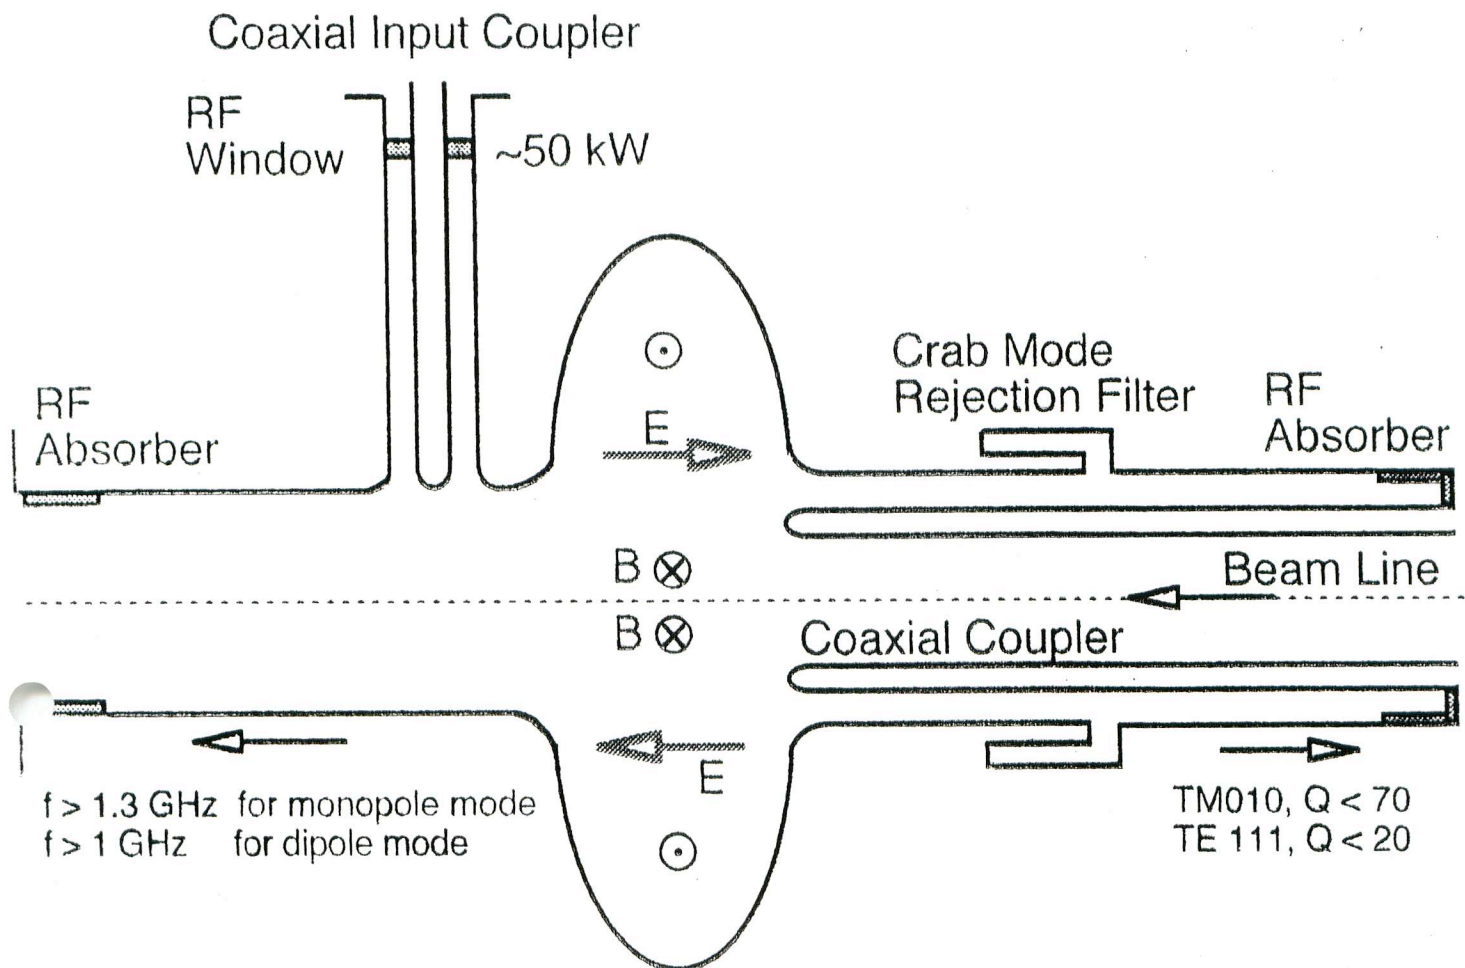 Coaxial Input Coupler
RF
Window
~50 kW
Crab Mode
Rejection Filter
RF
Absorber
RF
Absorber
E
B
Beam Line
B
Coaxial Coupler
E
f > 1.3 GHz for monopole mode
f > 1 GHz for dipole mode
TM010, Q < 70
TE 111, Q < 20